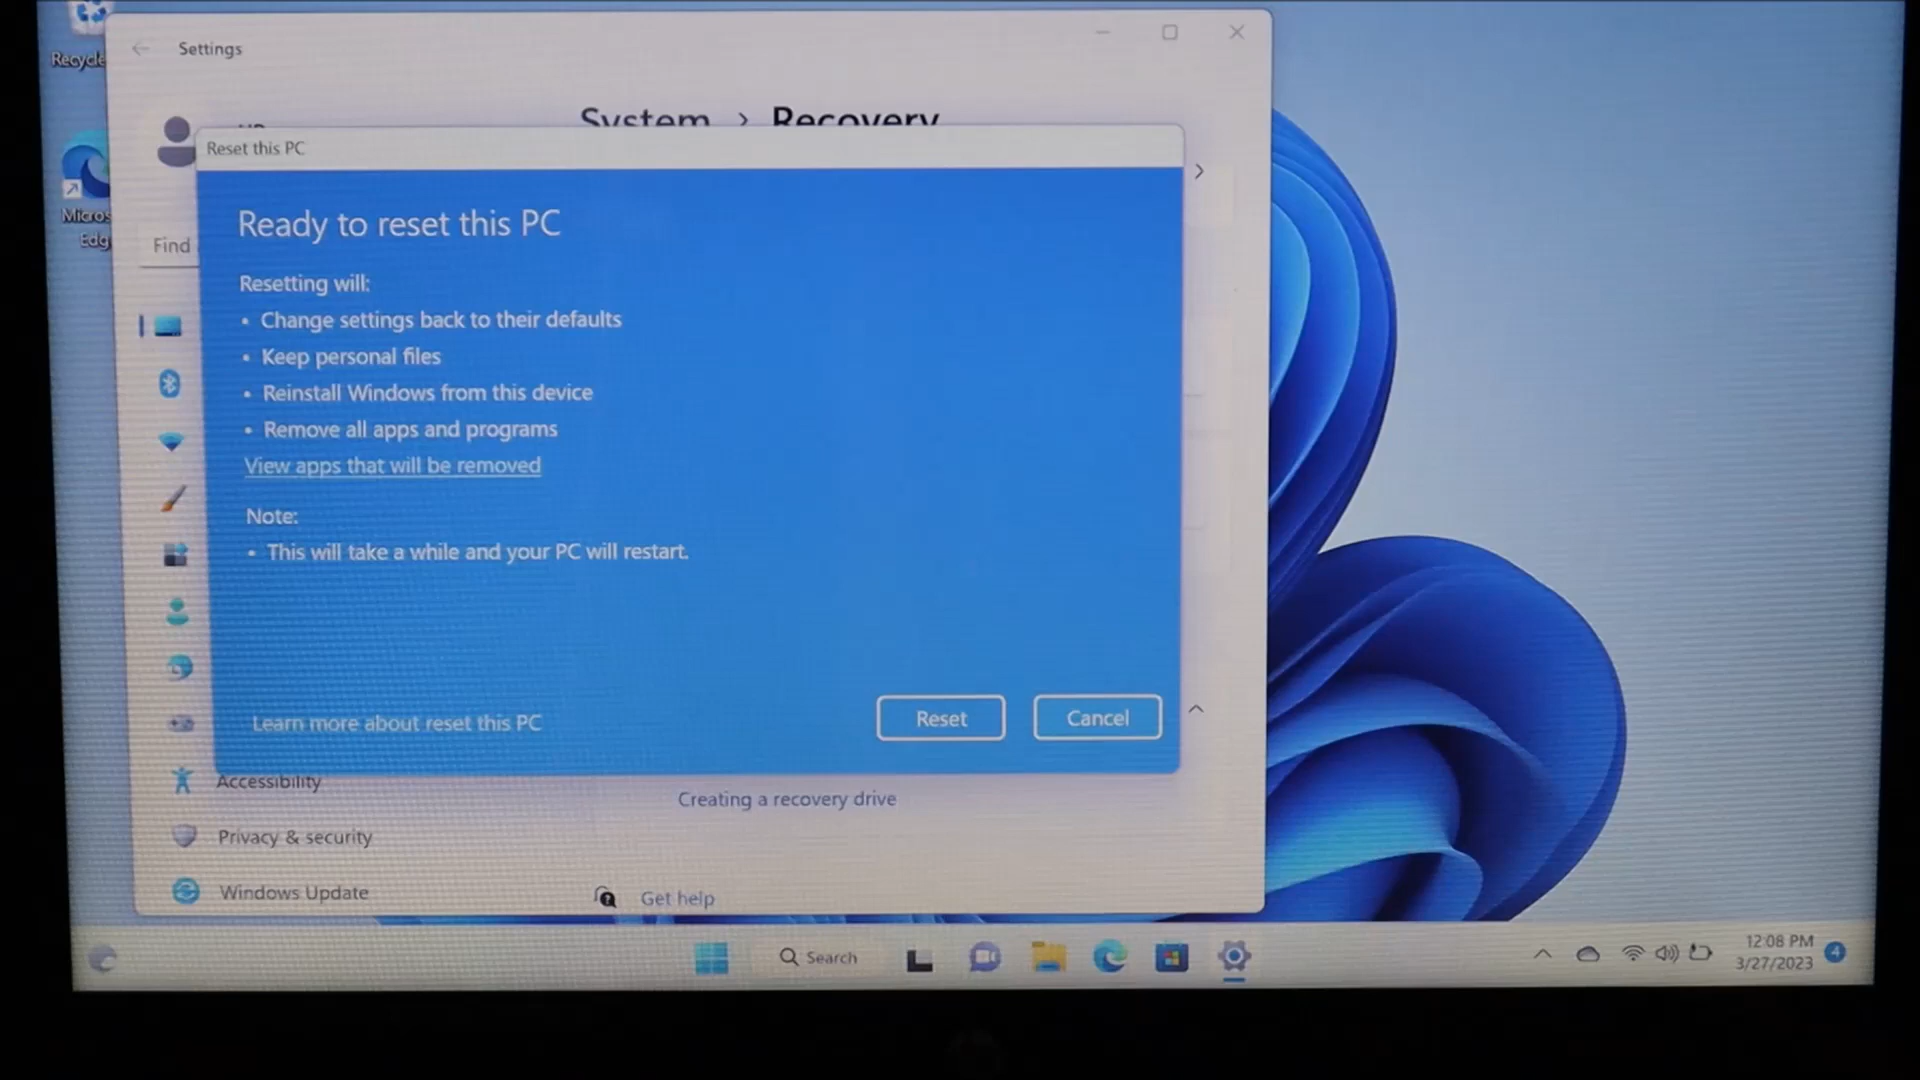 Settings
System > Recovery
Reset this PC
Ready to reset this PC
Find
Resetting will:
• Change settings back to their defaults
• Keep personal files
• Reinstall Windows from this device
• Remove all apps and programs
View apps that will be removed
Note:
• This will take a while and your PC will restart.
Learn more about reset this PC
Reset
Cancel
Accessibility
Creating a recovery drive
Privacy & security
Windows Update
Get help
Recycle
Micros
Edg
Search
12:08 PM
3/27/2023
4